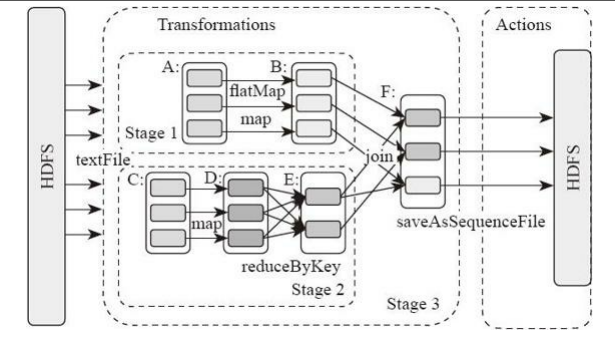 Transformations
Actions
A:
B:
flatMap
map
Stage 1
F:
HDFS
textFile
join
HDFS
C:
D:
E:
map
saveAsSequenceFile
reduceByKey
Stage 2
Stage 3